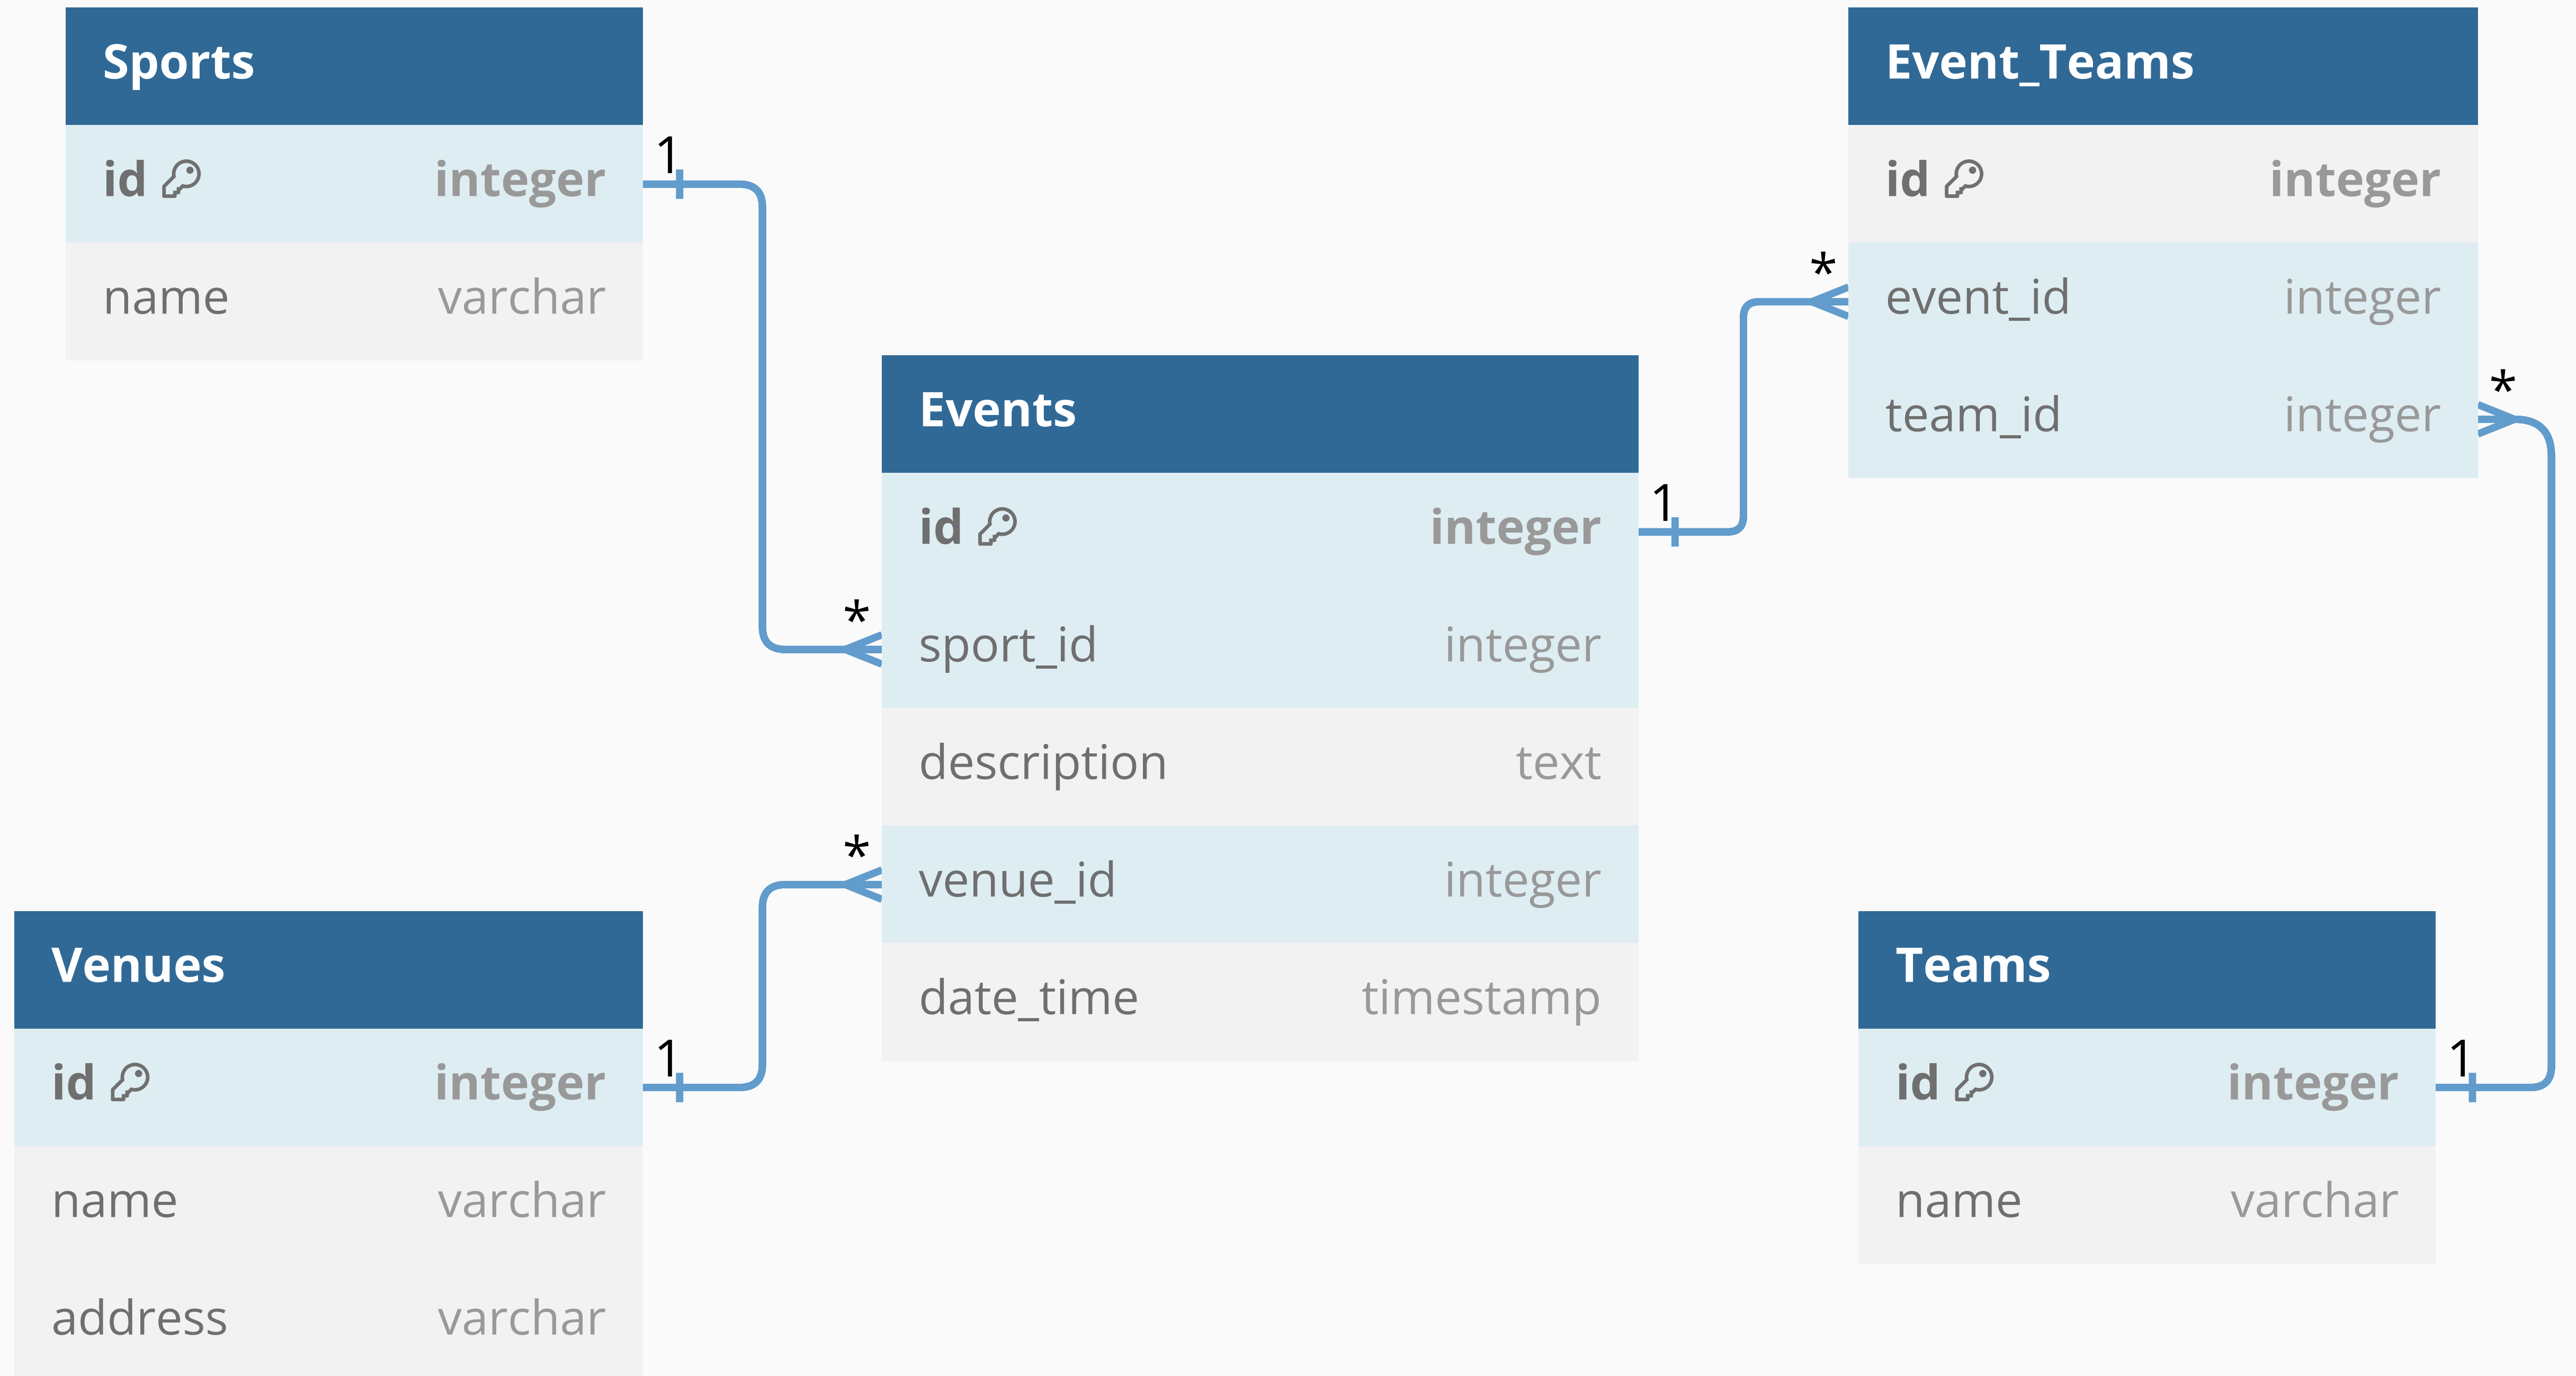 Sports
id integer
name varchar
1
*
Venues
id integer
name varchar
address varchar
1
*
Events
id integer
sport_id integer
description text
venue_id integer
date_time timestamp
1
*
Event_Teams
id integer
event_id integer
team_id integer
*
1
Teams
id integer
name varchar